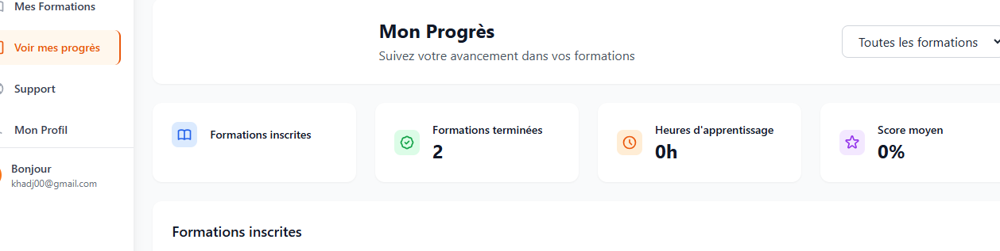 Mes Formations
Voir mes progrès
Support
Mon Profil
Bonjour
khadj00@gmail.com
Mon Progrès
Suivez votre avancement dans vos formations
Toutes les formations
Formations inscrites
Formations terminées
2
Heures d'apprentissage
0h
Score moyen
0%
Formations inscrites